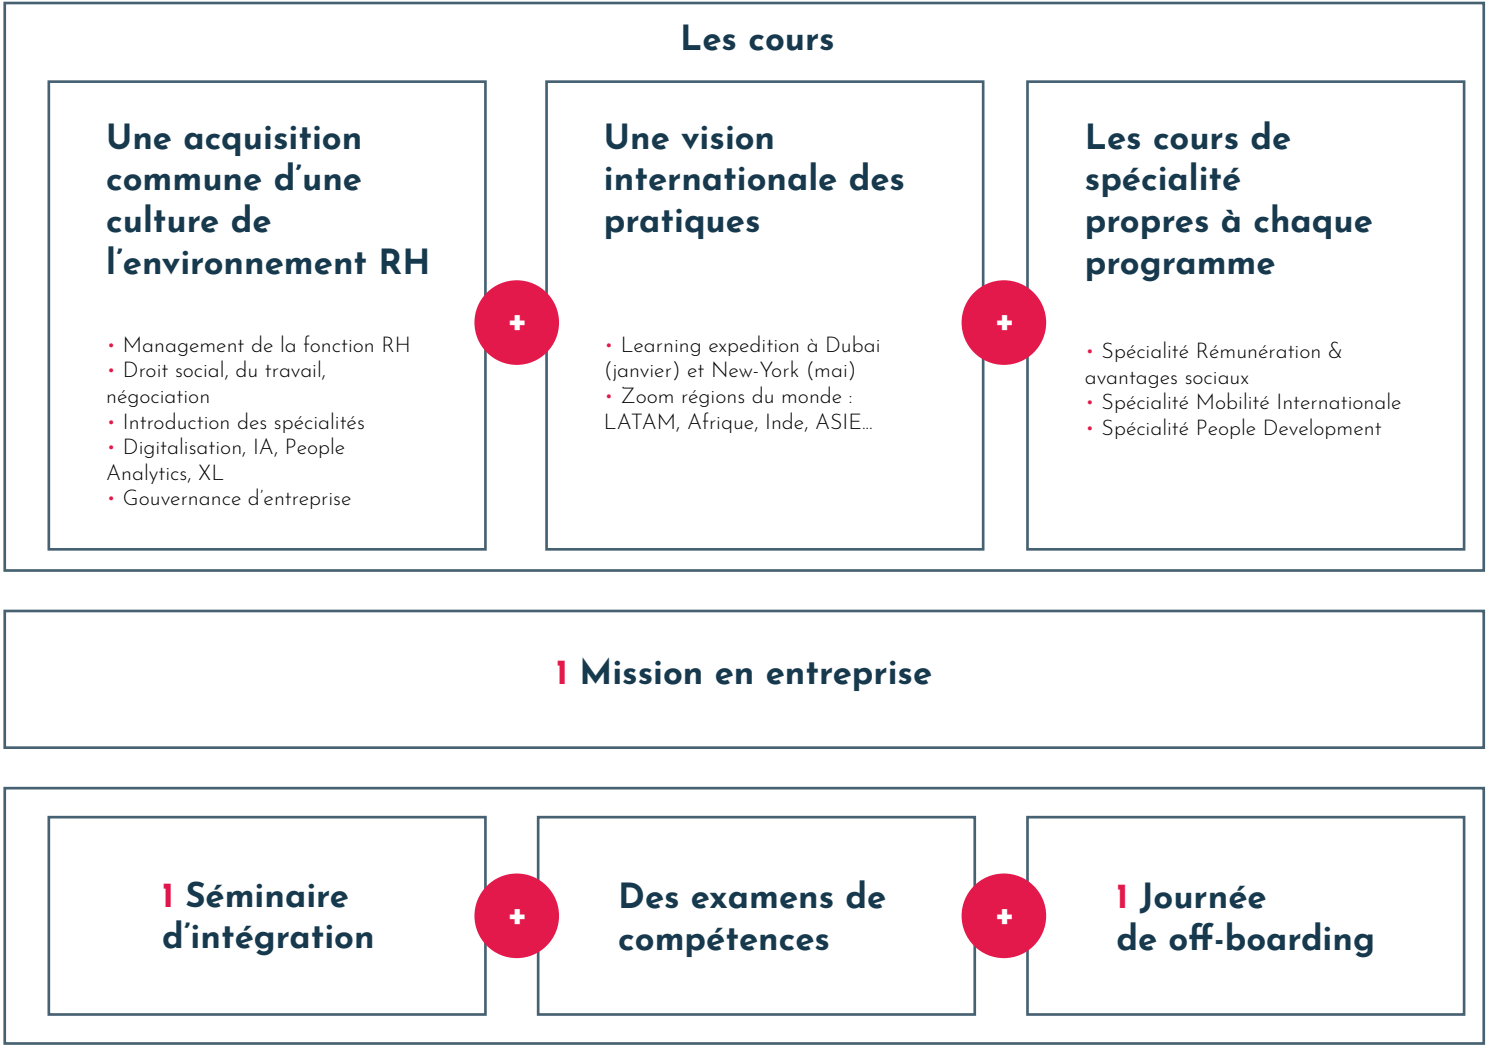 Les cours
Une acquisition
commune d’une
culture de
l’environnement RH
• Management de la fonction RH
• Droit social, du travail,
négociation
• Introduction des spécialités
• Digitalisation, IA, People
Analytics, XL
• Gouvernance d’entreprise
+
Une vision
internationale des
pratiques
• Learning expedition à Dubai
(janvier) et New-York (mai)
• Zoom régions du monde :
LATAM, Afrique, Inde, ASIE...
+
Les cours de
spécialité
propres à chaque
programme
• Spécialité Rémunération &
avantages sociaux
• Spécialité Mobilité Internationale
• Spécialité People Development
1 Mission en entreprise
1 Séminaire
d’intégration
+
Des examens de
compétences
+
1 Journée
de off-boarding